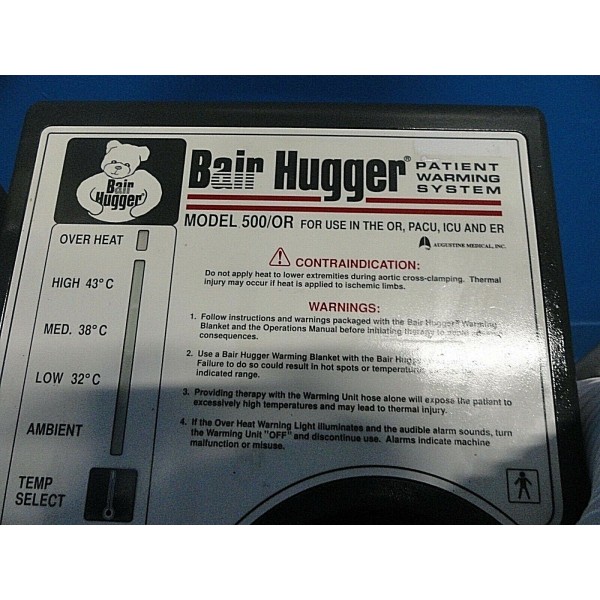 Bair Hugger
Bair Hugger® PATIENT WARMING SYSTEM
MODEL 500/OR FOR USE IN THE OR, PACU, ICU AND ER
AUGUSTINE MEDICAL, INC.
OVER HEAT
HIGH 43°C
MED. 38°C
LOW 32°C
AMBIENT
TEMP
SELECT
CONTRAINDICATION:
Do not apply heat to lower extremities during aortic cross-clamping. Thermal
injury may occur if heat is applied to ischemic limbs.
WARNINGS:
1. Follow instructions and warnings packaged with the Bair Hugger® Warming
Blanket and the Operations Manual before initiating therapy to avoid adverse
consequences.
2. Use a Bair Hugger Warming Blanket with the Bair Hugger
Failure to do so could result in hot spots or temperatures
indicated range.
3. Providing therapy with the Warming Unit hose alone will expose the patient to
excessively high temperatures and may lead to thermal injury.
4. If the Over Heat Warning Light illuminates and the audible alarm sounds, turn
the Warming Unit "OFF" and discontinue use. Alarms indicate machine
malfunction or misuse.